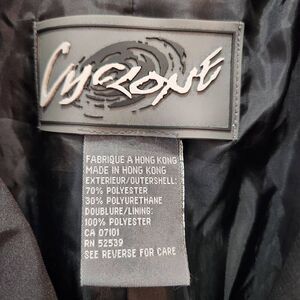 CYCLONE
FABRIQUE A HONG KONG
MADE IN HONG KONG
EXTERIEUR/OUTERSHELL:
70% POLYESTER
30% POLYURETHANE
DOUBLURE/LINING:
100% POLYESTER
CA 07101
RN 52539
SEE REVERSE FOR CARE